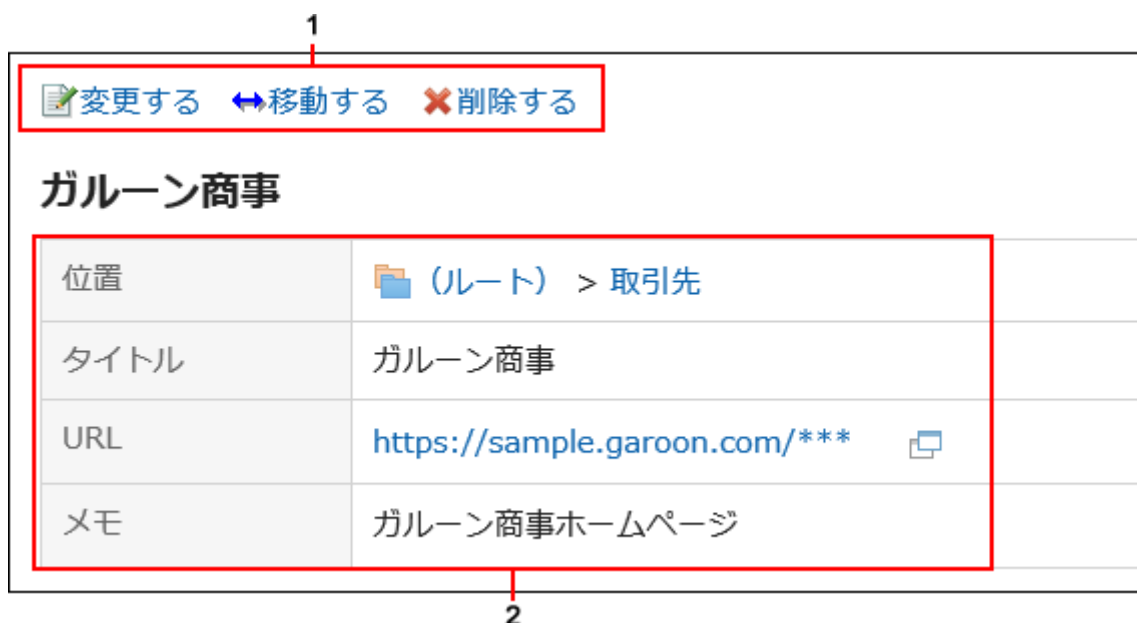 1
変更する 移動する 削除する
ガルーン商事
位置 (ルート) > 取引先
タイトル ガルーン商事
URL https://sample.garoon.com/***
メモ ガルーン商事ホームページ
2